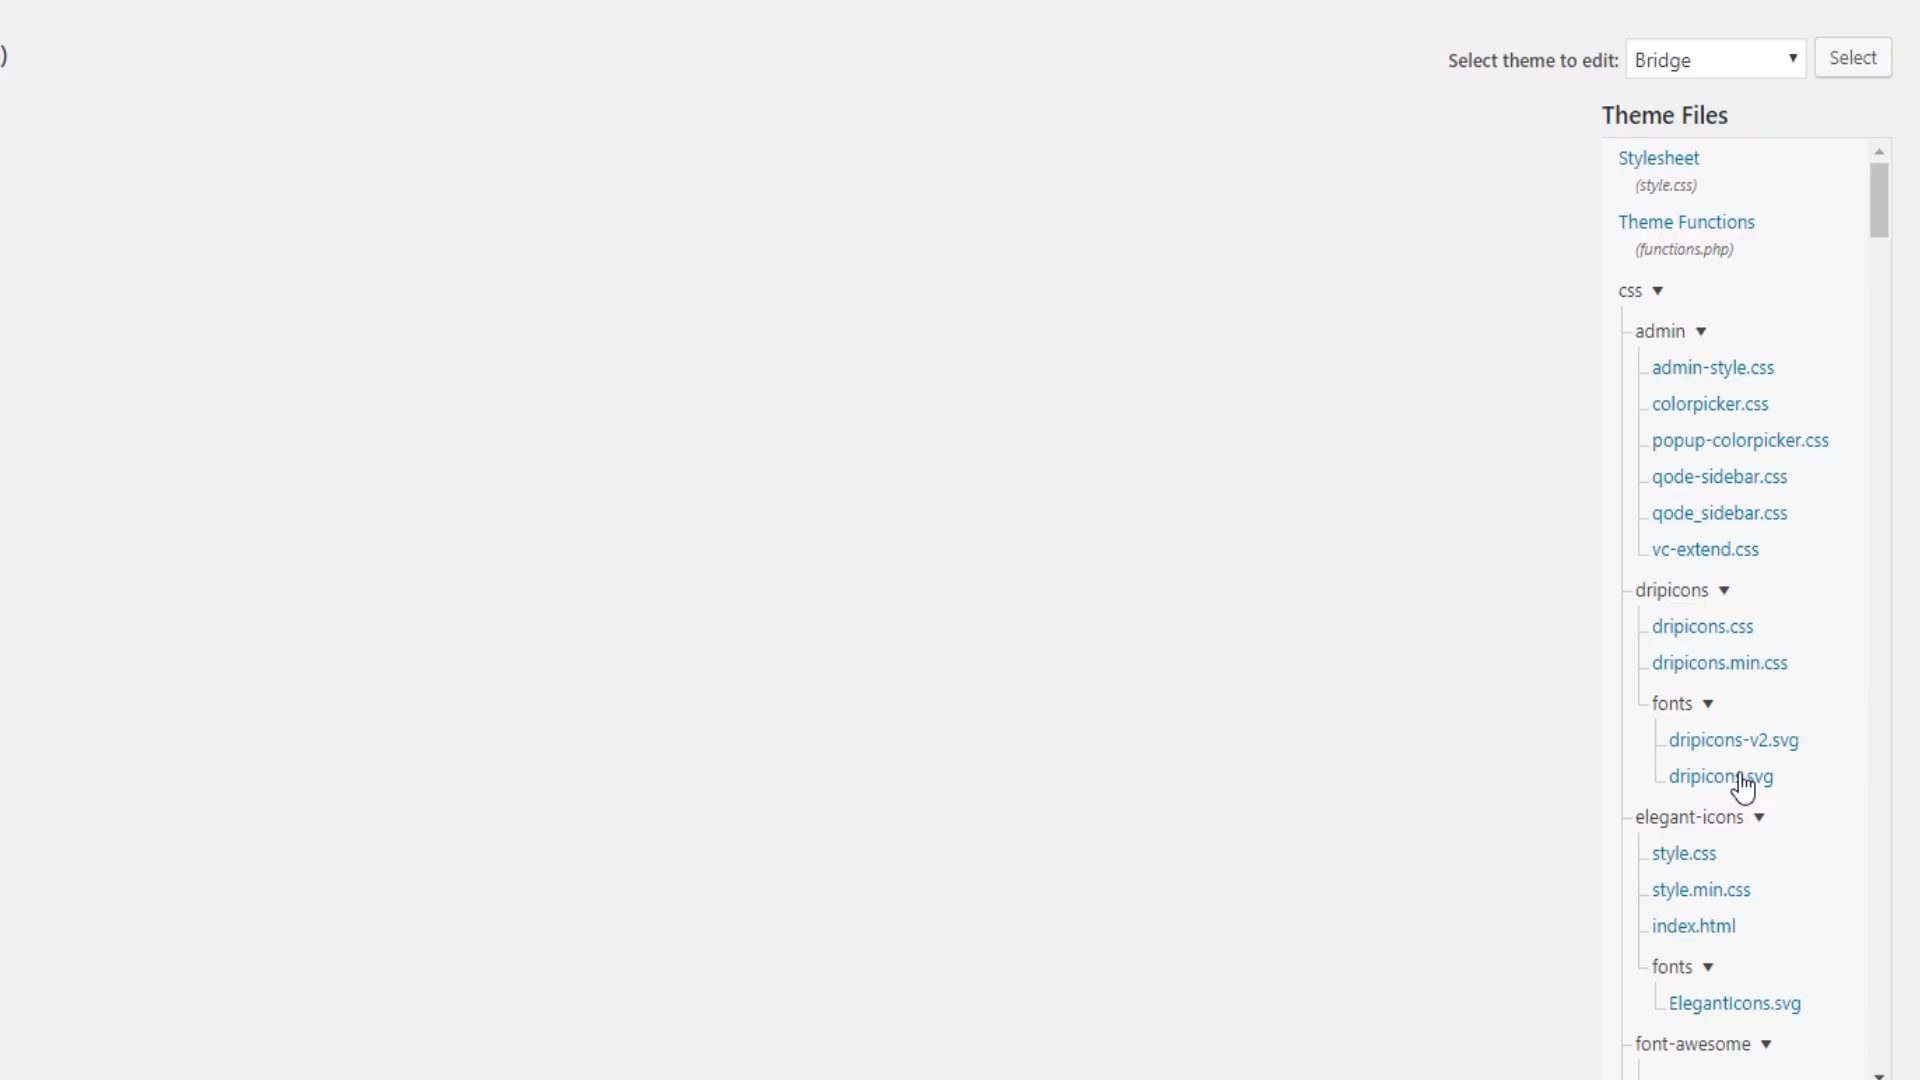 )
Select theme to edit: Bridge Select
Theme Files
Stylesheet
(style.css)
Theme Functions
(functions.php)
css
admin
admin-style.css
colorpicker.css
popup-colorpicker.css
qode-sidebar.css
qode_sidebar.css
vc-extend.css
dripicons
dripicons.css
dripicons.min.css
fonts
dripicons-v2.svg
dripicons.svg
elegant-icons
style.css
style.min.css
index.html
fonts
ElegantIcons.svg
font-awesome